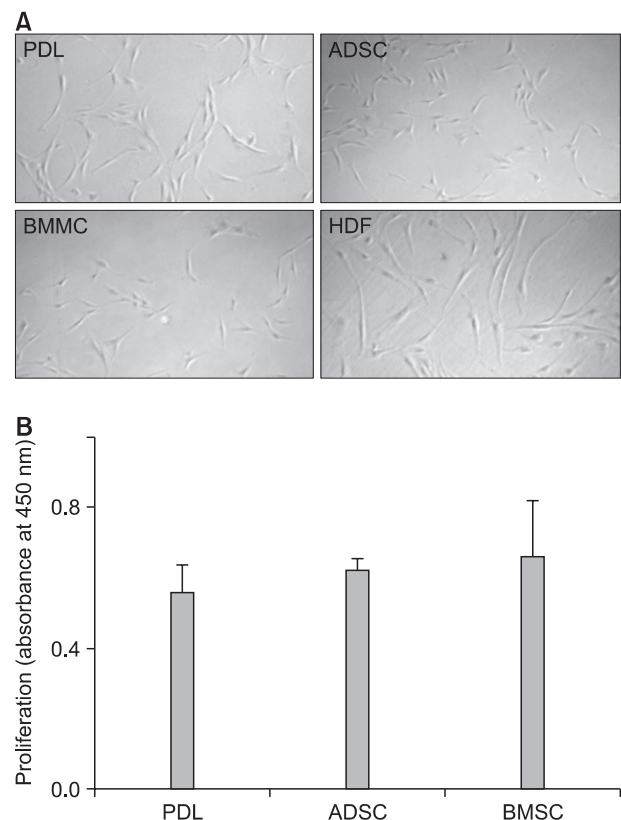 A
PDL
ADSC
BMMC
HDF
B
Proliferation (absorbance at 450 nm)
0.8
0.4
0.0
PDL
ADSC
BMSC